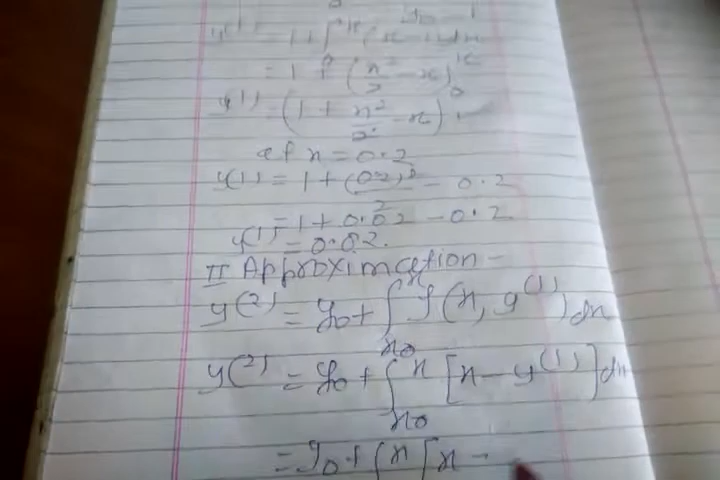 = 1 + (x²/2 - x)
y(1) = (1 + x²/2 - x)
at x = 0.2
y(1) = 1 + (0.2)²/2 - 0.2
= 1 + 0.02 - 0.2
y(1) = 0.82.
II Approximation -
y^(2) = y₀ + ∫_{x₀}^{x} f(x, y^(1)) dx
y^(2) = y₀ + ∫_{x₀}^{x} [x - y^(1)] dx
= y₀ + ∫^{x} [x -